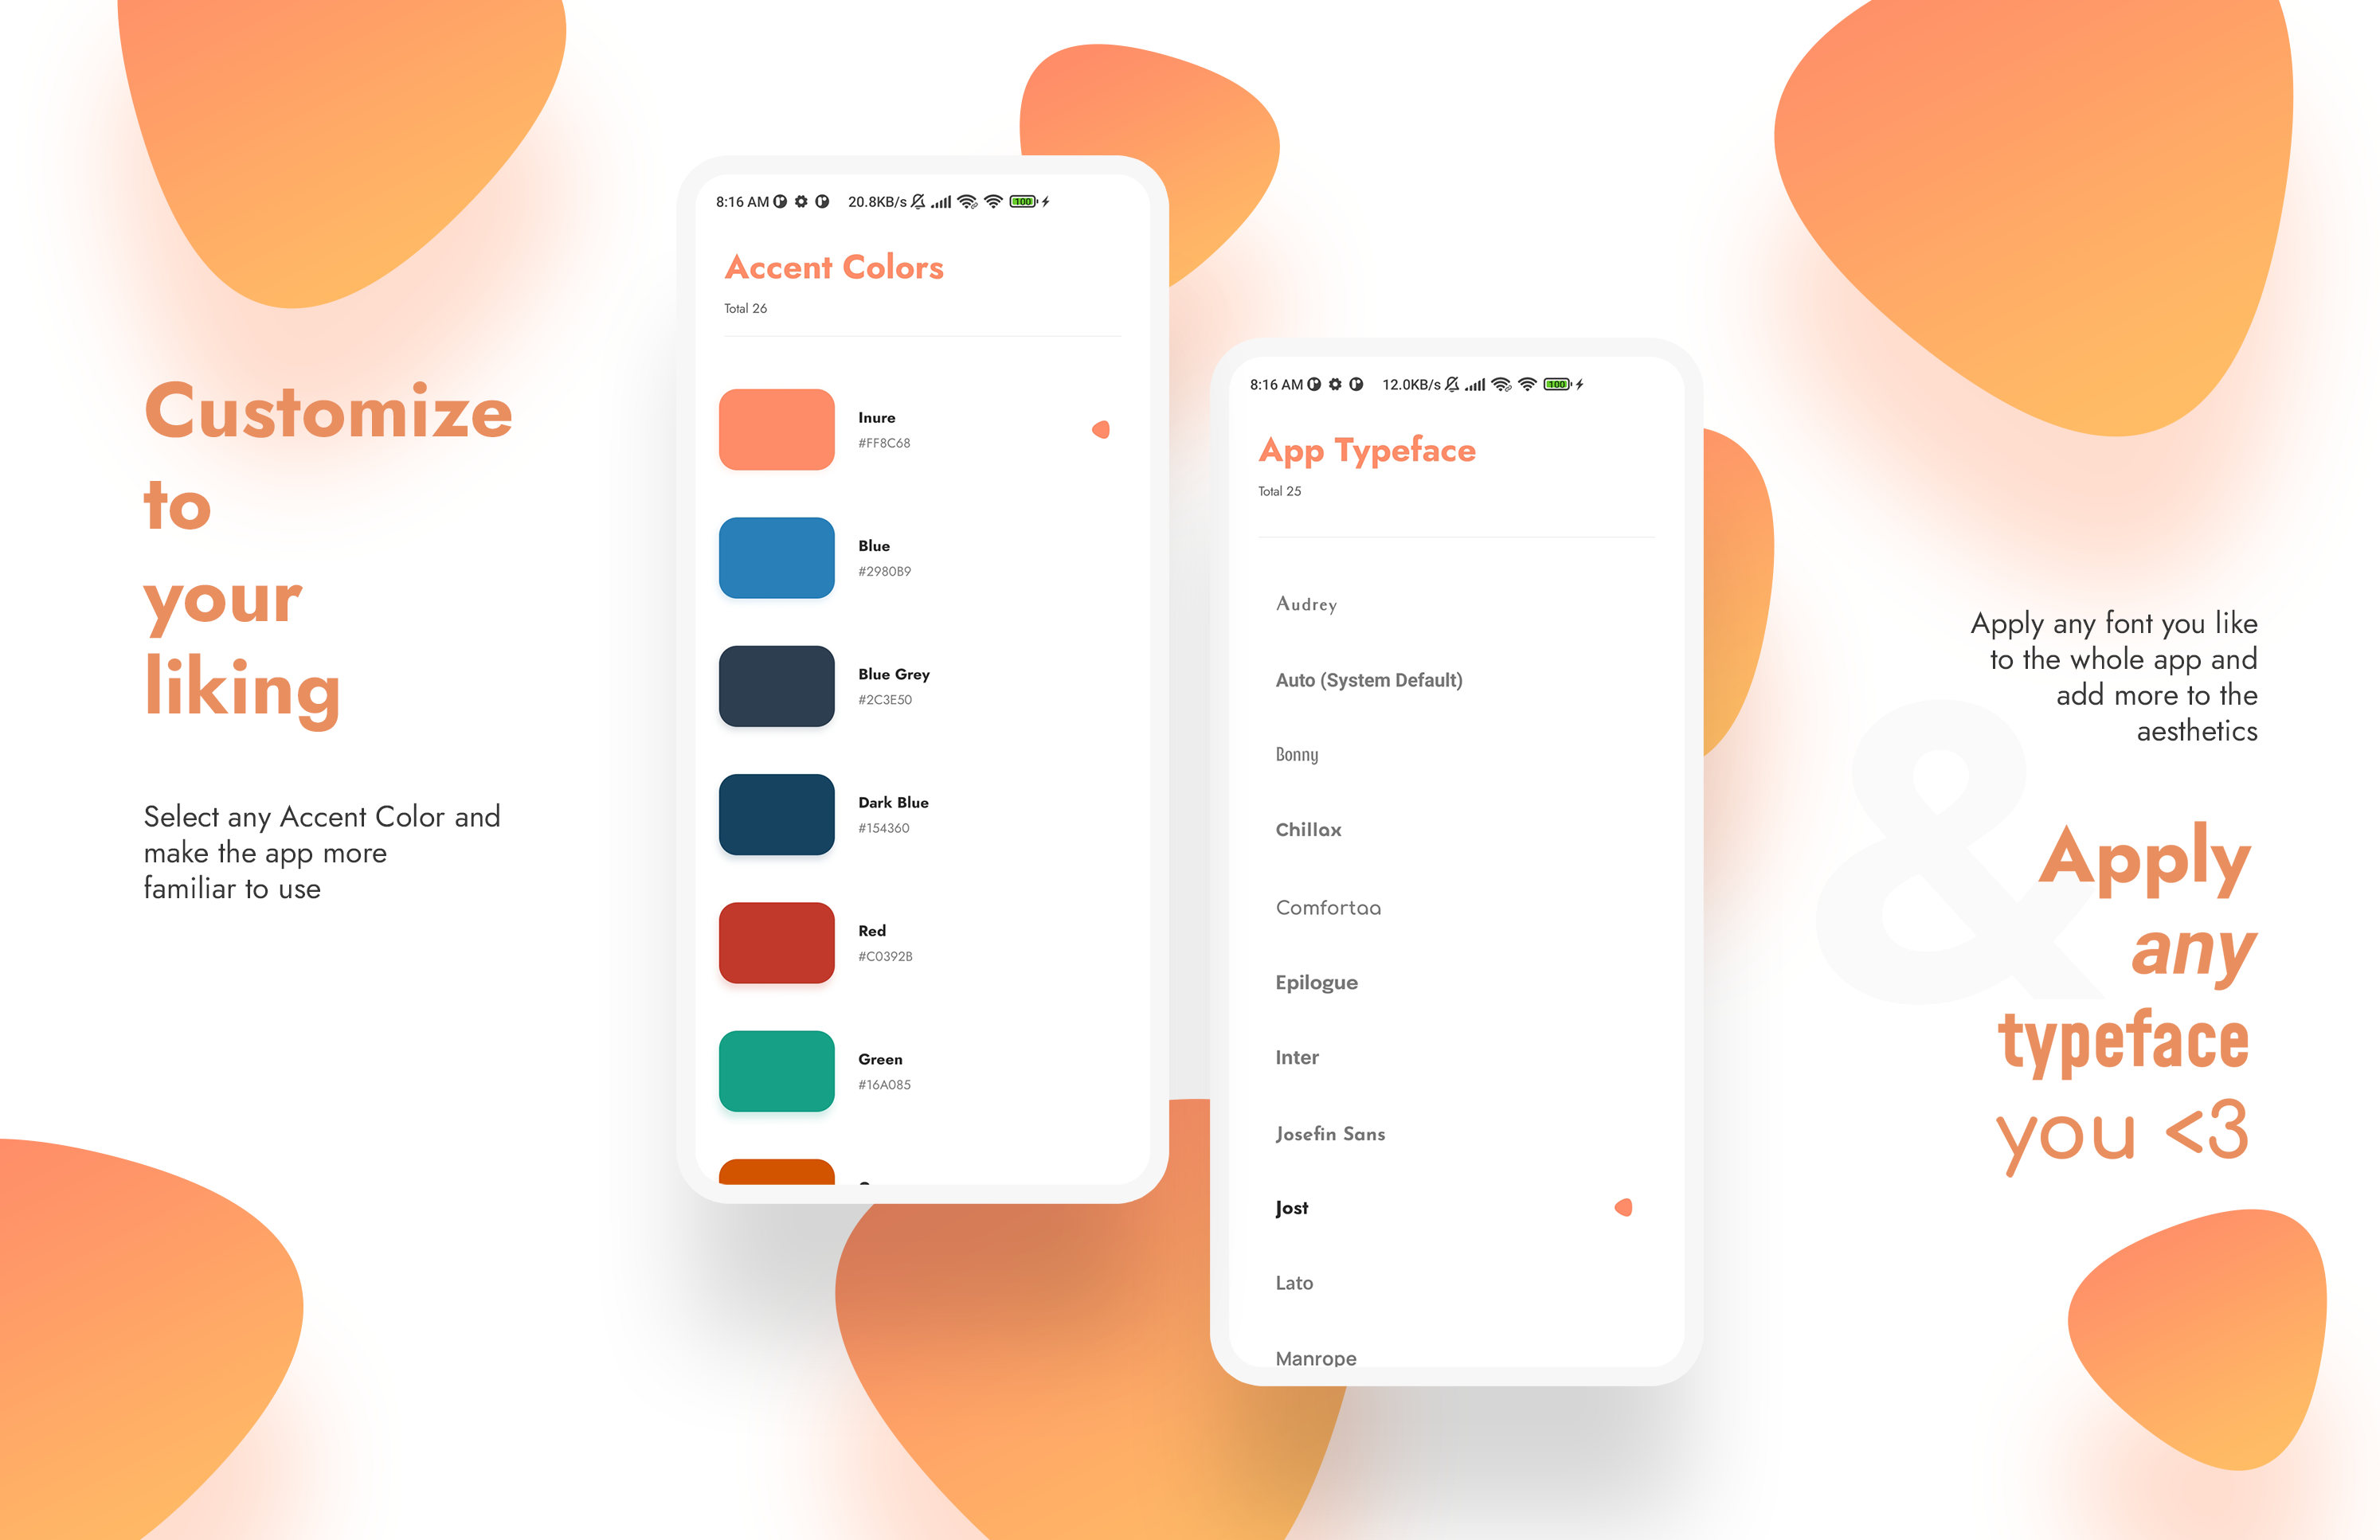 Customize
to
your
liking
Select any Accent Color and
make the app more
familiar to use
8:16 AM 20.8KB/s 100
Accent Colors
Total 26
Inure
#FF8C68
Blue
#2980B9
Blue Grey
#2C3E50
Dark Blue
#154360
Red
#C0392B
Green
#16A085
8:16 AM 12.0KB/s 100
App Typeface
Total 25
Audrey
Auto (System Default)
Bonny
Chillax
Comfortaa
Epilogue
Inter
Josefin Sans
Jost
Lato
Manrope
Apply any font you like
to the whole app and
add more to the
aesthetics
&
Apply
any
typeface
you <3